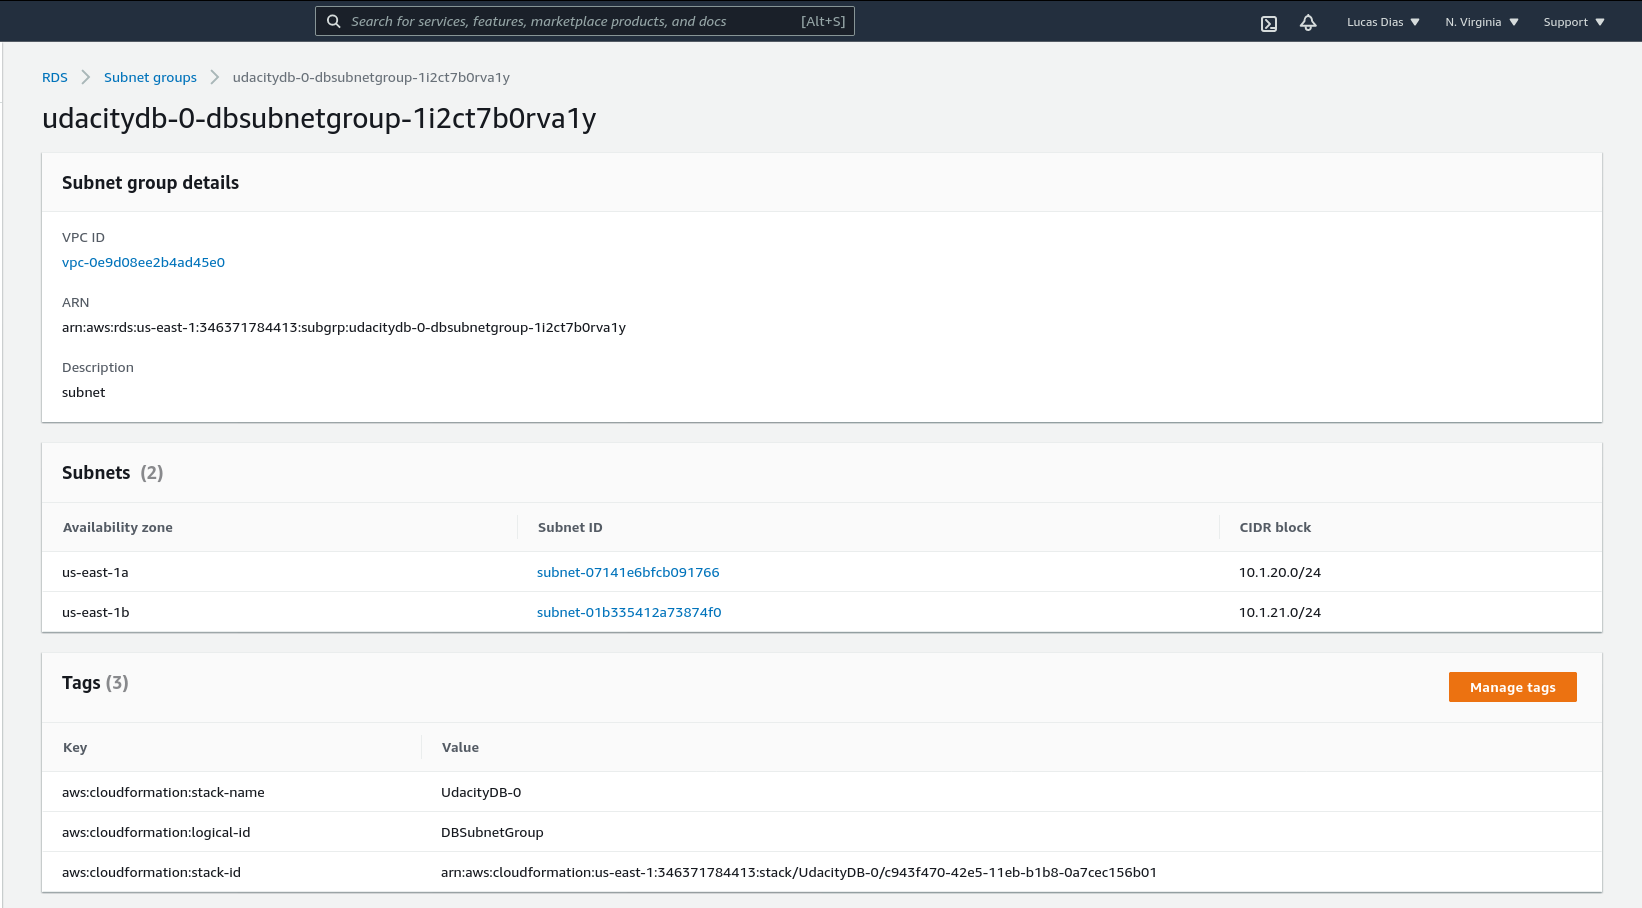 Search for services, features, marketplace products, and docs [Alt+S] Lucas Dias N. Virginia Support
RDS Subnet groups udacitydb-0-dbsubnetgroup-1i2ct7b0rva1y
udacitydb-0-dbsubnetgroup-1i2ct7b0rva1y
Subnet group details
VPC ID
vpc-0e9d08ee2b4ad45e0
ARN
arn:aws:rds:us-east-1:346371784413:subgrp:udacitydb-0-dbsubnetgroup-1i2ct7b0rva1y
Description
subnet
Subnets (2)
Availability zone Subnet ID CIDR block
us-east-1a subnet-07141e6bfcb091766 10.1.20.0/24
us-east-1b subnet-01b335412a73874f0 10.1.21.0/24
Tags (3) Manage tags
Key Value
aws:cloudformation:stack-name UdacityDB-0
aws:cloudformation:logical-id DBSubnetGroup
aws:cloudformation:stack-id arn:aws:cloudformation:us-east-1:346371784413:stack/UdacityDB-0/c943f470-42e5-11eb-b1b8-0a7cec156b01